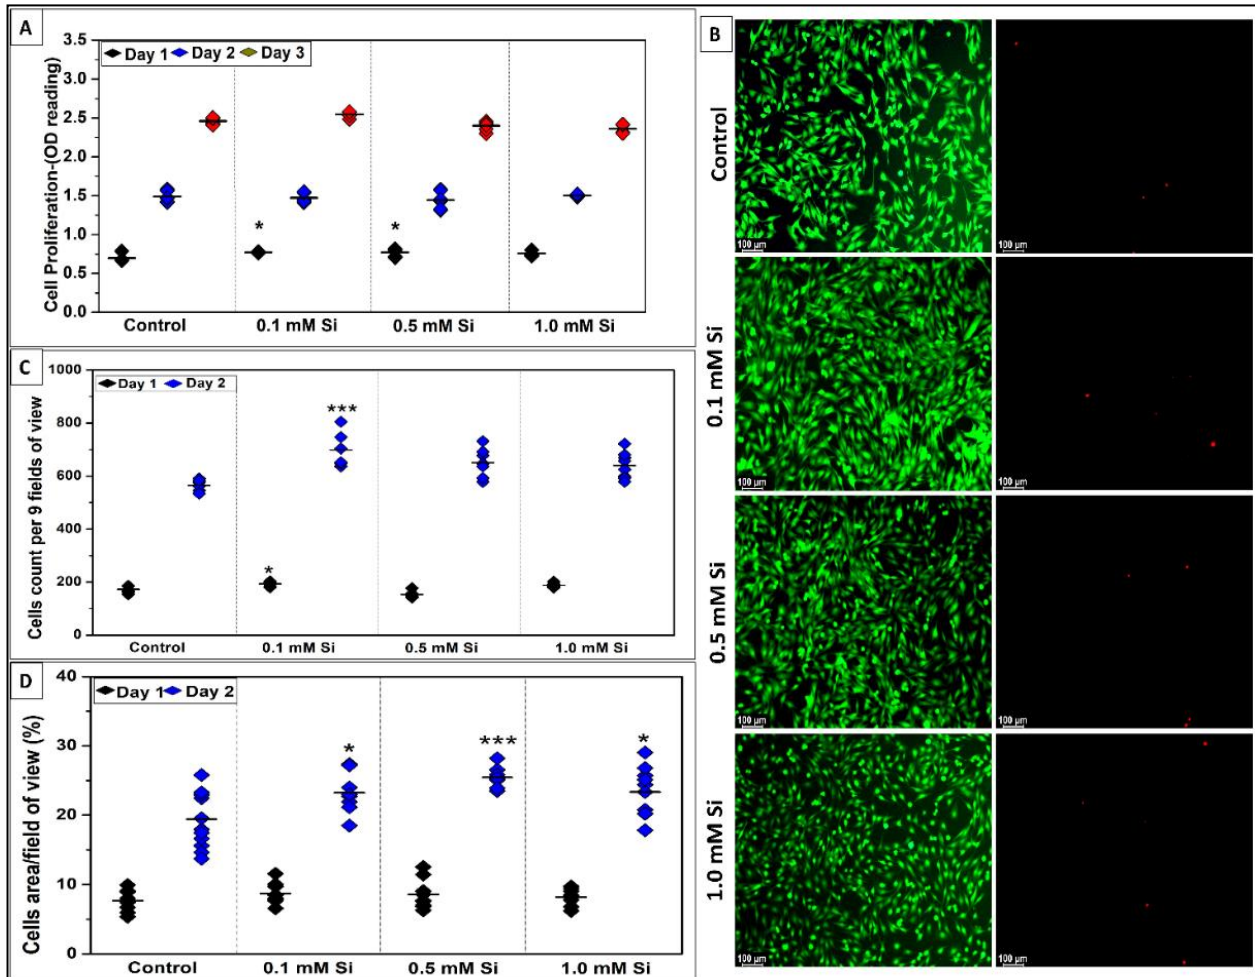 A
Day 1 Day 2 Day 3
Cell Proliferation-(OD reading)
3.5
3.0
2.5
2.0
1.5
1.0
0.5
0.0
*
*
Control 0.1 mM Si 0.5 mM Si 1.0 mM Si
B
Control
100 µm
100 µm
0.1 mM Si
100 µm
100 µm
0.5 mM Si
100 µm
100 µm
1.0 mM Si
100 µm
100 µm
C
Day 1 Day 2
Cells count per 9 fields of view
1000
800
600
400
200
0
***
*
Control 0.1 mM Si 0.5 mM Si 1.0 mM Si
D
Day 1 Day 2
Cells area/field of view (%)
40
30
20
10
0
*
***
*
Control 0.1 mM Si 0.5 mM Si 1.0 mM Si